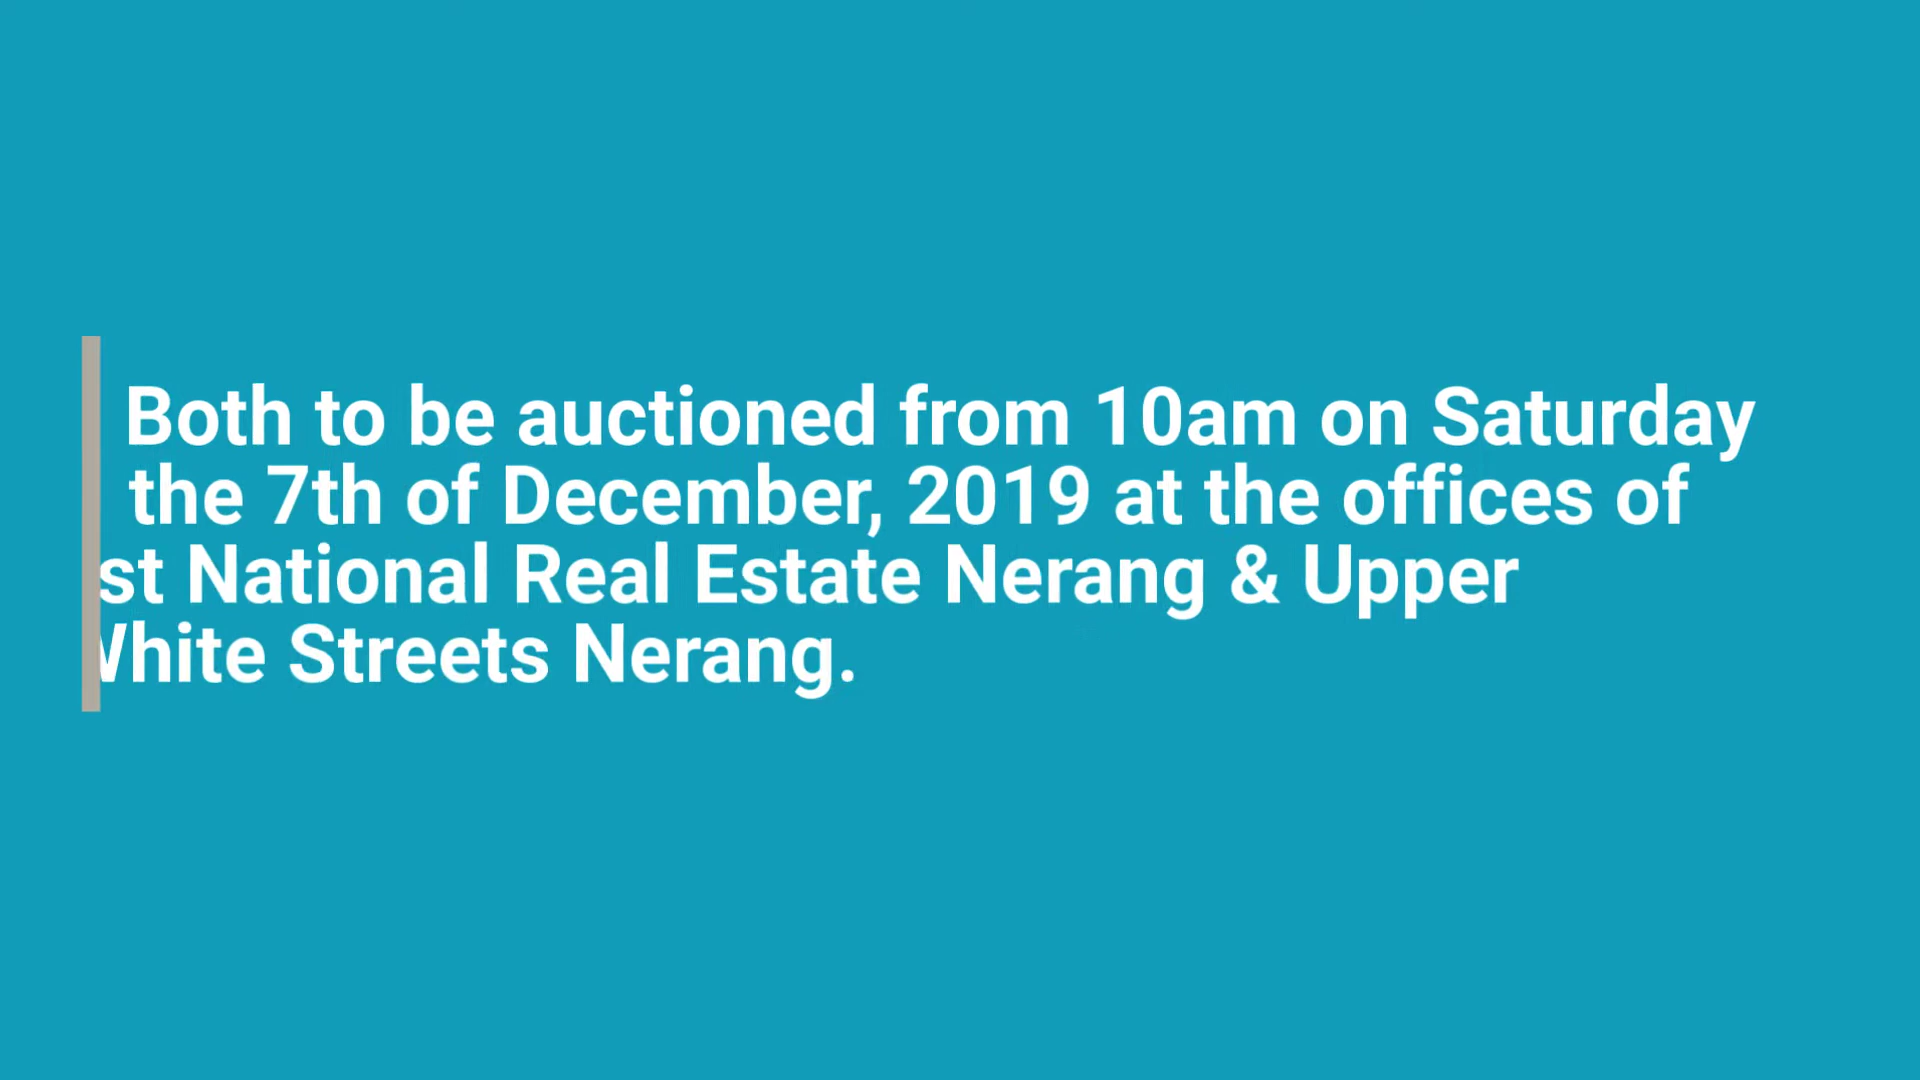 Both to be auctioned from 10am on Saturday
the 7th of December, 2019 at the offices of
st National Real Estate Nerang & Upper
White Streets Nerang.